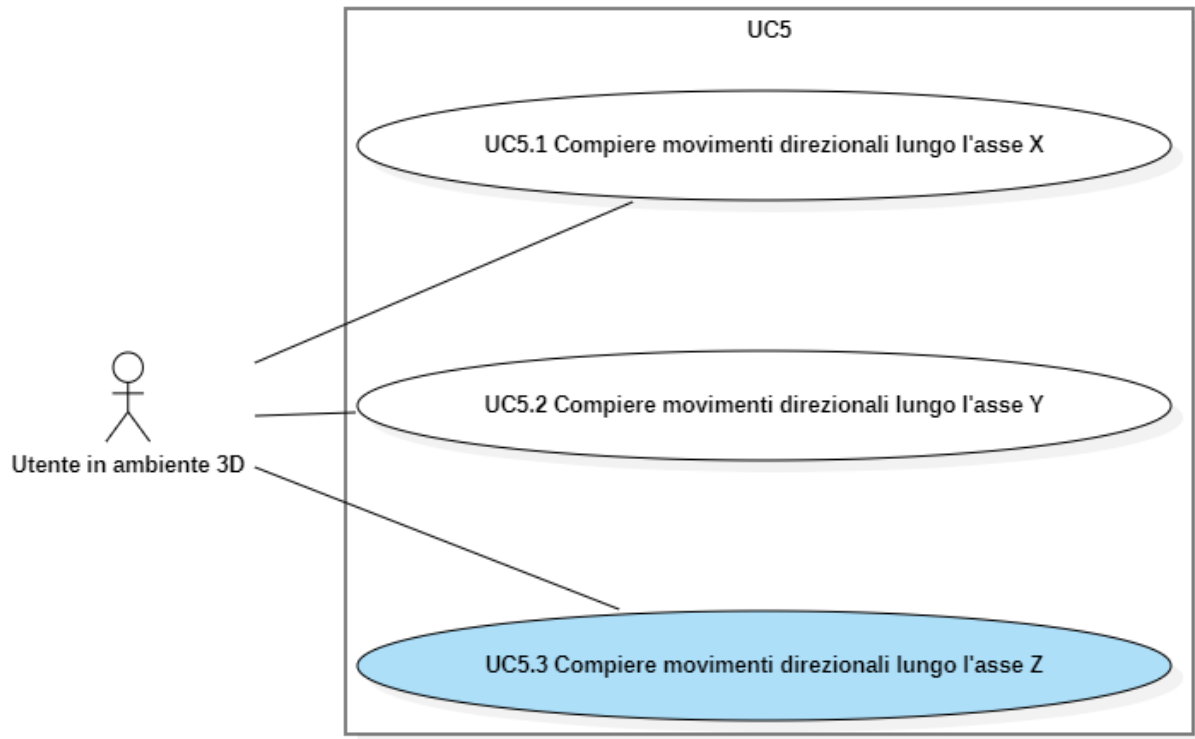 UC5
UC5.1 Compiere movimenti direzionali lungo l'asse X
UC5.2 Compiere movimenti direzionali lungo l'asse Y
Utente in ambiente 3D
UC5.3 Compiere movimenti direzionali lungo l'asse Z